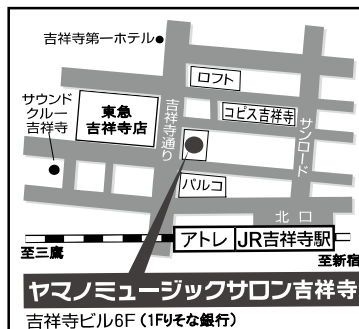 吉祥寺第一ホテル
ロフト
サウンド
クルー
吉祥寺
東急
吉祥寺店
吉祥寺通り
コピス吉祥寺
サンロード
パルコ
北口
アトレ
JR吉祥寺駅
至三鷹
至新宿
ヤマノミュージックサロン吉祥寺
吉祥寺ビル6F（1Fりそな銀行）